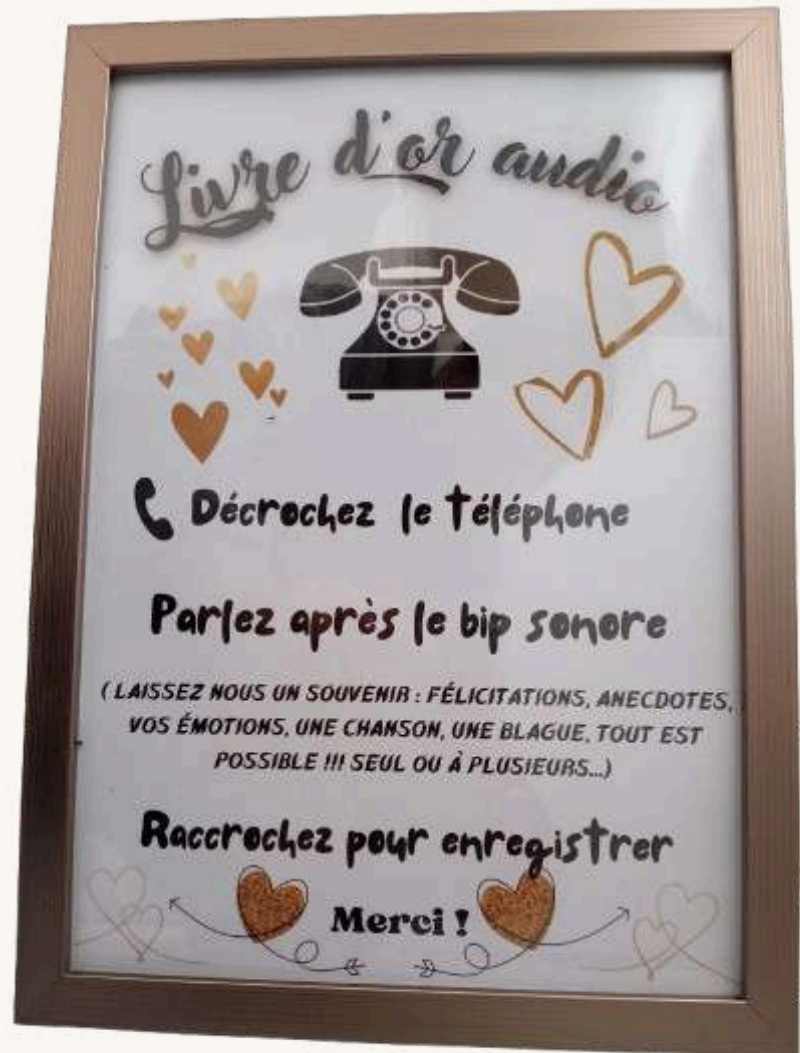 Livre d'or audio
Décrochez le téléphone
Parlez après le bip sonore
( LAISSEZ NOUS UN SOUVENIR : FÉLICITATIONS, ANECDOTES,
VOS ÉMOTIONS, UNE CHANSON, UNE BLAGUE, TOUT EST
POSSIBLE !!! SEUL OU À PLUSIEURS...)
Raccrochez pour enregistrer
Merci !